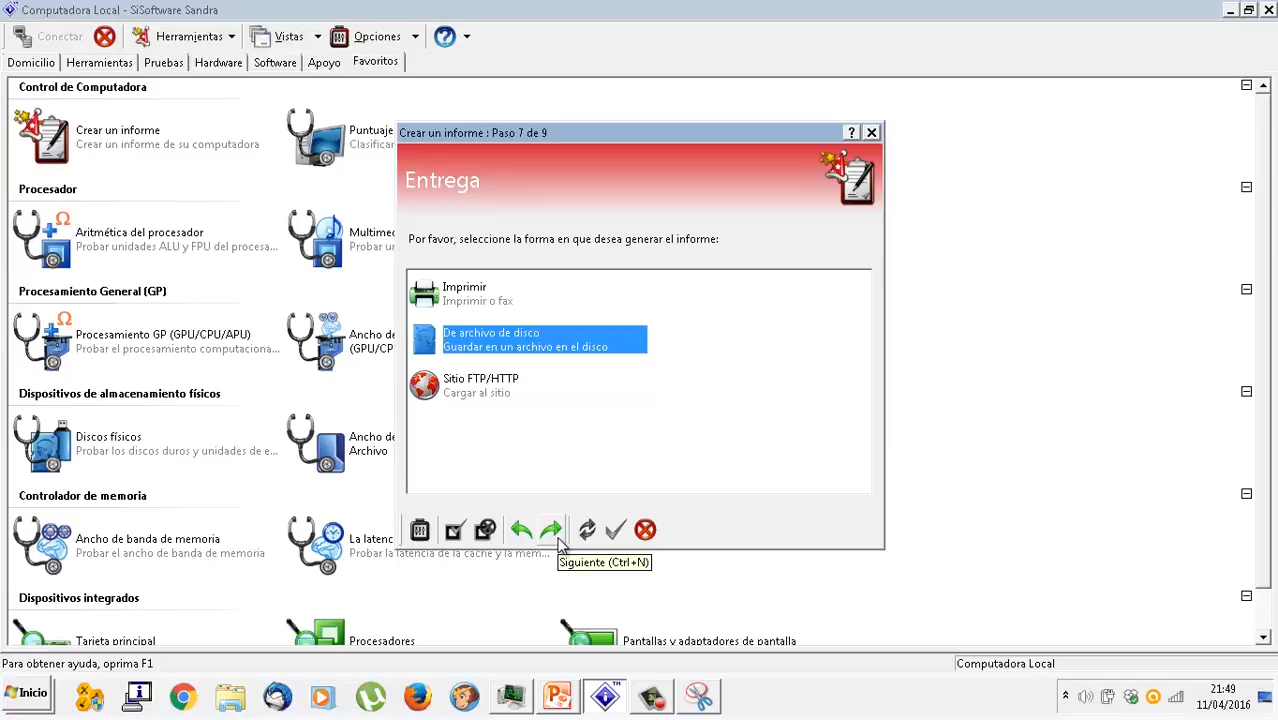 Computadora Local - SiSoftware Sandra
Conectar Herramientas Vistas Opciones ?
Domicilio Herramientas Pruebas Hardware Software Apoyo Favoritos
Control de Computadora
Crear un informe
Crear un informe de su computadora
Puntuaje
Clasificar
Procesador
Aritmética del procesador
Probar unidades ALU y FPU del procesa...
Multimed
Probar un
Procesamiento General (GP)
Procesamiento GP (GPU/CPU/APU)
Probar el procesamiento computaciona...
Ancho de
(GPU/CP
Dispositivos de almacenamiento físicos
Discos físicos
Probar los discos duros y unidades de e...
Ancho de
Archivo
Controlador de memoria
Ancho de banda de memoria
Probar el ancho de banda de memoria
La latenc
Probar la latencia de la cache y la mem...
Dispositivos integrados
Tarjeta principal
Procesadores
Pantallas y adaptadores de pantalla
Crear un informe : Paso 7 de 9
?
Entrega
Por favor, seleccione la forma en que desea generar el informe:
Imprimir
Imprimir o fax
De archivo de disco
Guardar en un archivo en el disco
Sitio FTP/HTTP
Cargar al sitio
Siguiente (Ctrl+N)
Para obtener ayuda, oprima F1
Computadora Local
Inicio
21:49
11/04/2016